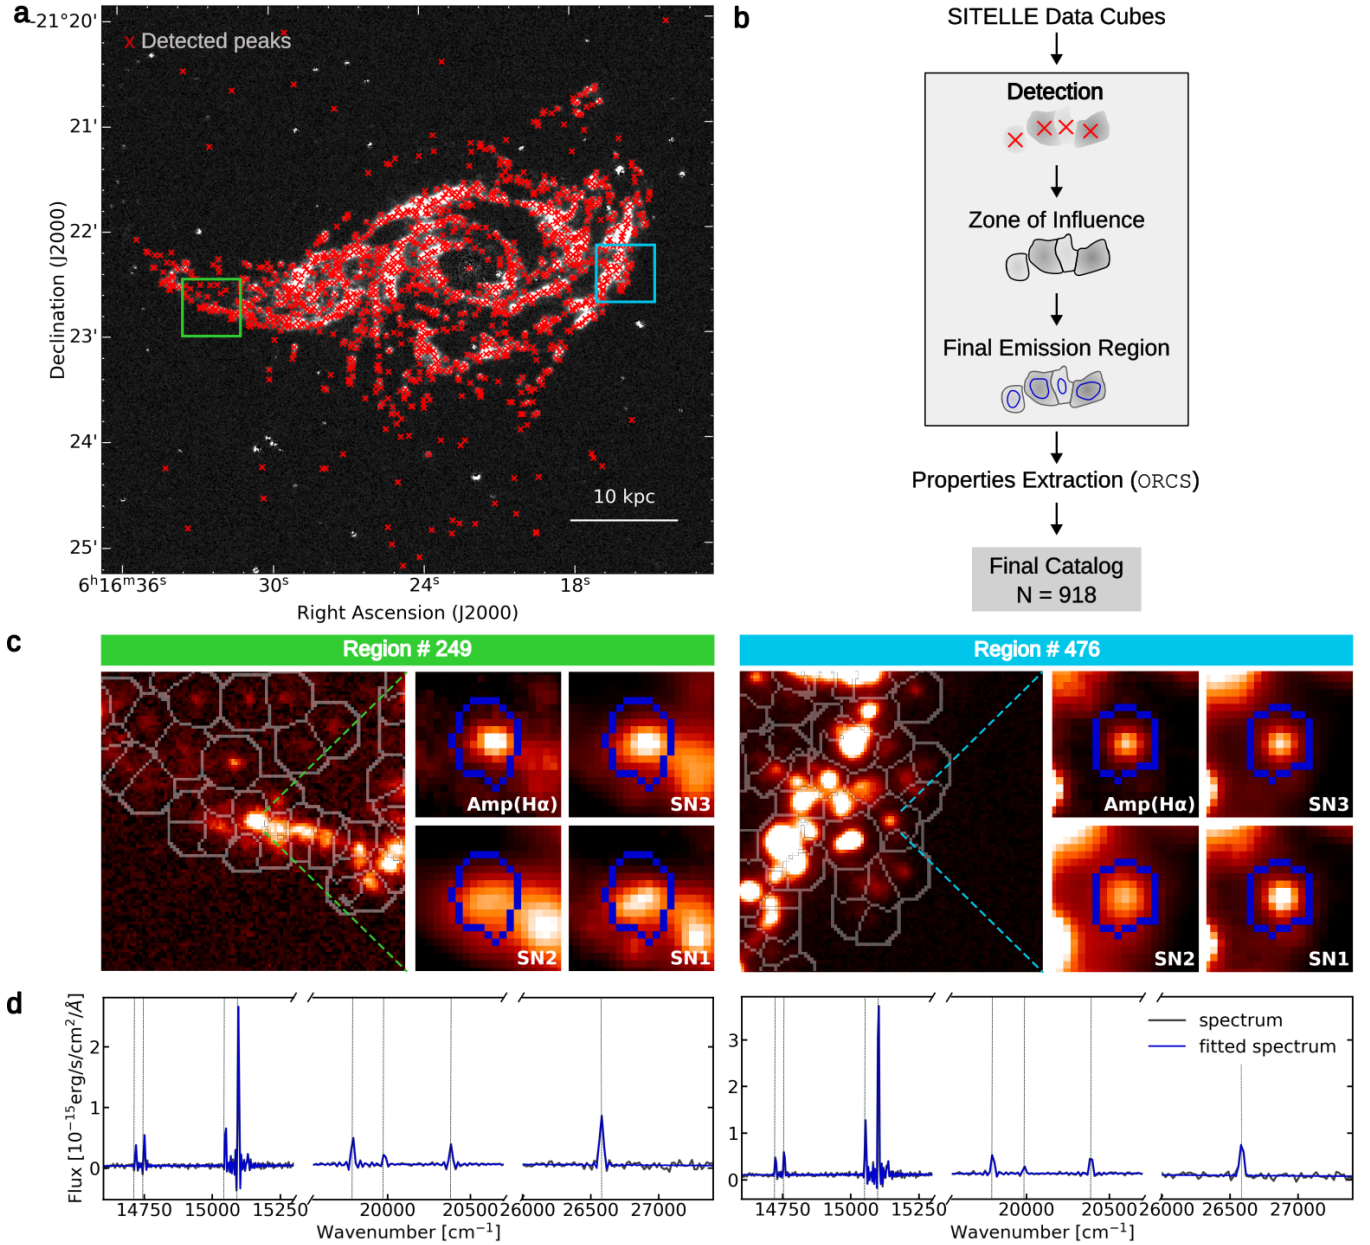 a
x Detected peaks
-21°20'
21'
22'
23'
24'
25'
Declination (J2000)
10 kpc
6ʰ16ᵐ36ˢ
30ˢ
24ˢ
18ˢ
Right Ascension (J2000)
b
SITELLE Data Cubes
Detection
Zone of Influence
Final Emission Region
Properties Extraction (ORCS)
Final Catalog
N = 918
c
Region # 249
Amp(Hα)
SN3
SN2
SN1
Region # 476
Amp(Hα)
SN3
SN2
SN1
d
Flux [10⁻¹⁵erg/s/cm²/Å]
2
1
0
14750
15000
15250
20000
26500
27000
Wavenumber [cm⁻¹]
3
2
1
0
spectrum
fitted spectrum
14750
15000
15250
20000
20500
26000
26500
27000
Wavenumber [cm⁻¹]